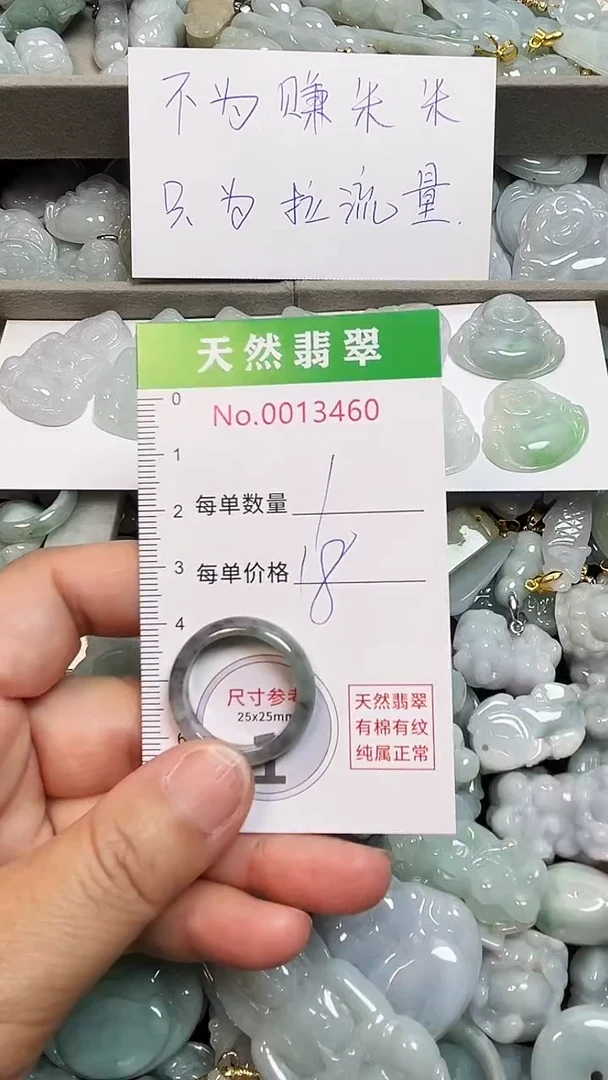 不为赚米米
只为拉流量.
天然翡翠
No.0013460
0
1
2
3
4
6
每单数量 1
每单价格 18
尺寸参考
25x25mm
1
天然翡翠
有棉有纹
纯属正常